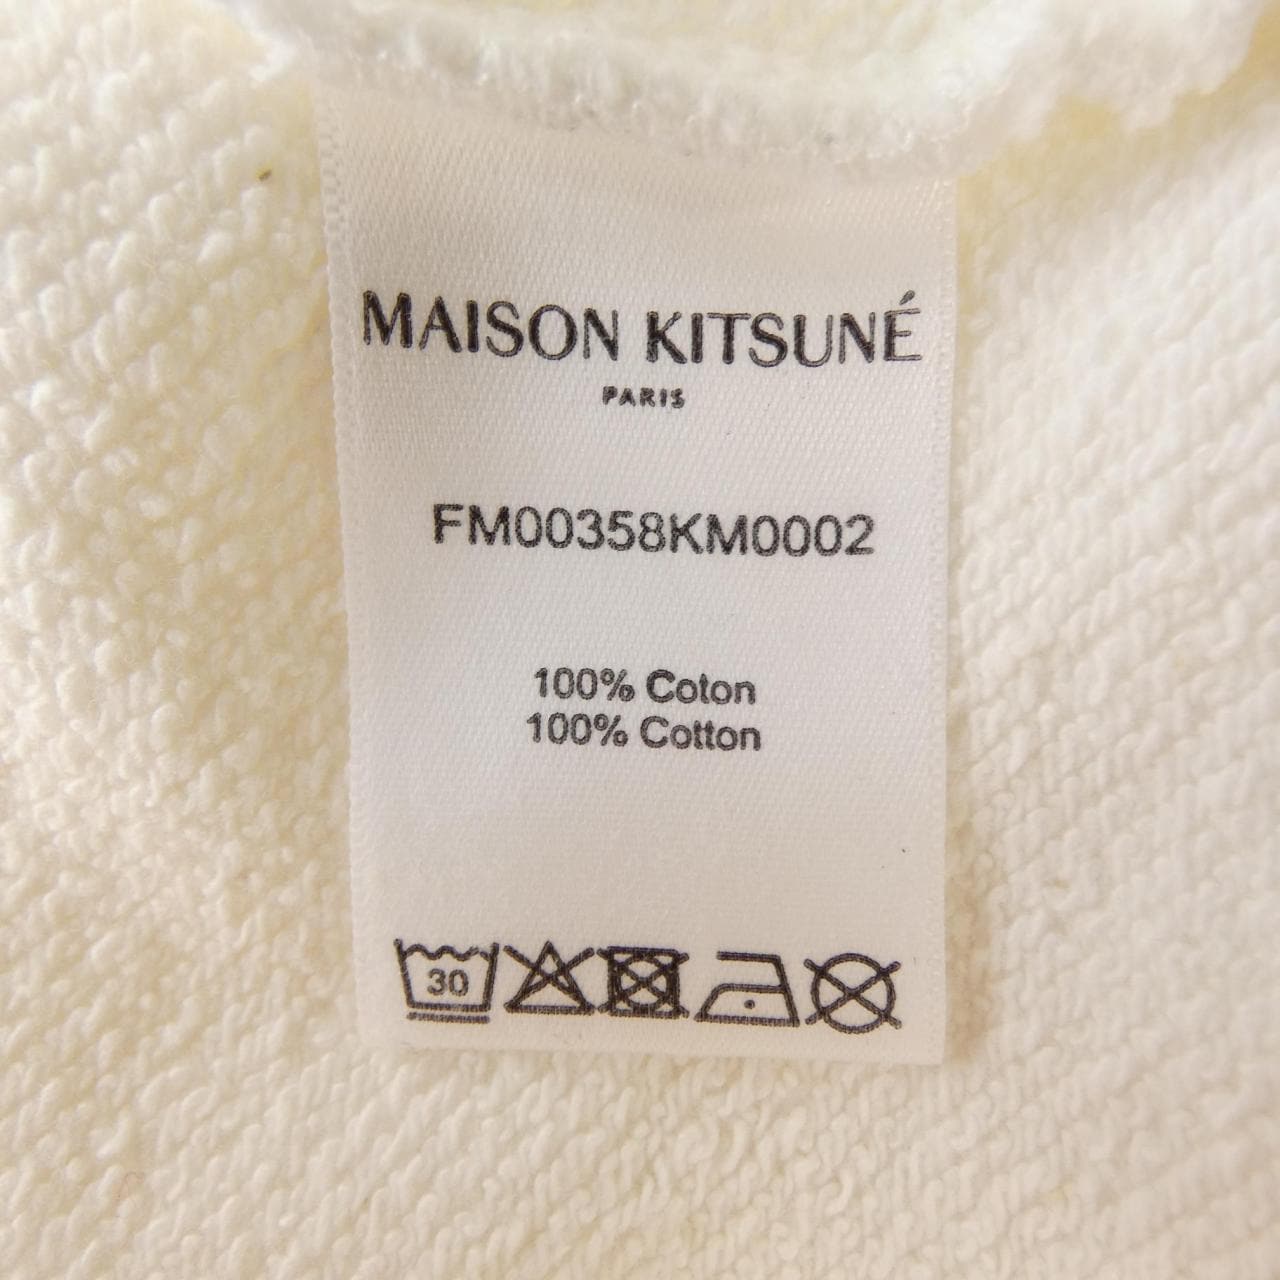 MAISON KITSUNÉ
PARIS
FM00358KM0002
100% Coton
100% Cotton
30